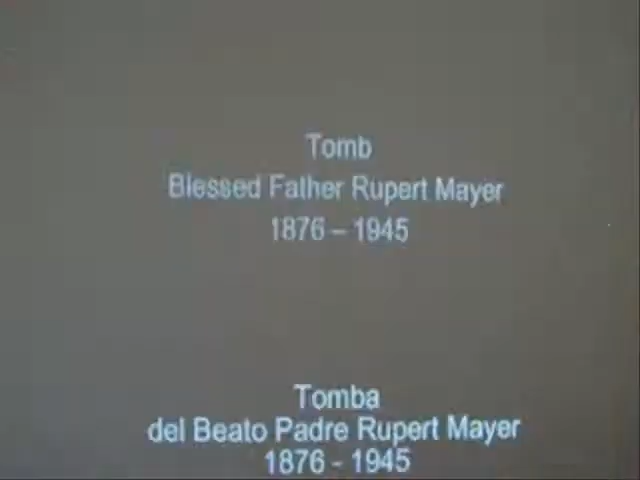 Tomb
Blessed Father Rupert Mayer
1876 – 1945
Tomba
del Beato Padre Rupert Mayer
1876 - 1945